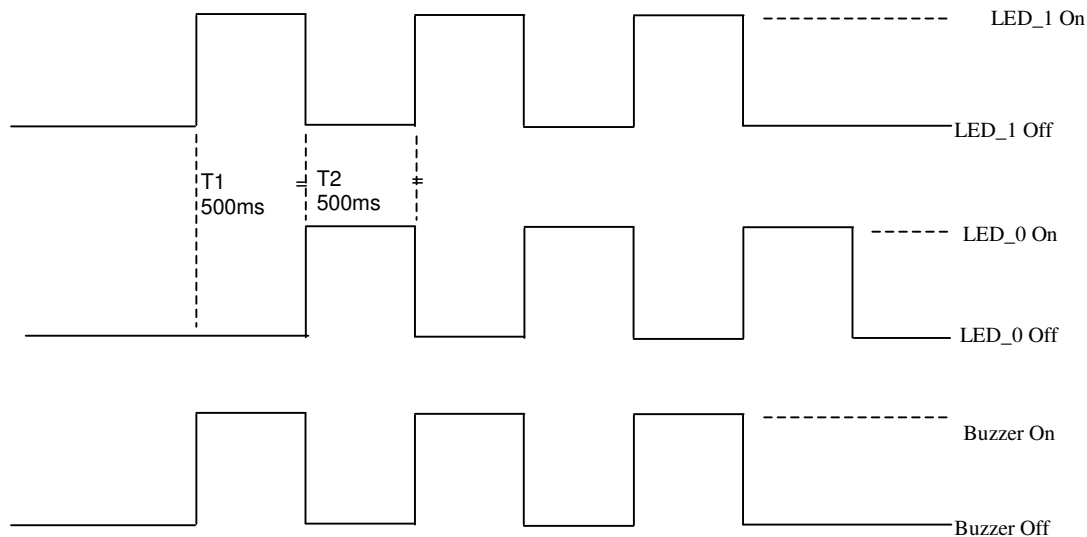 LED_1 On
LED_1 Off
T1
500ms
=
T2
500ms
=
LED_0 On
LED_0 Off
Buzzer On
Buzzer Off